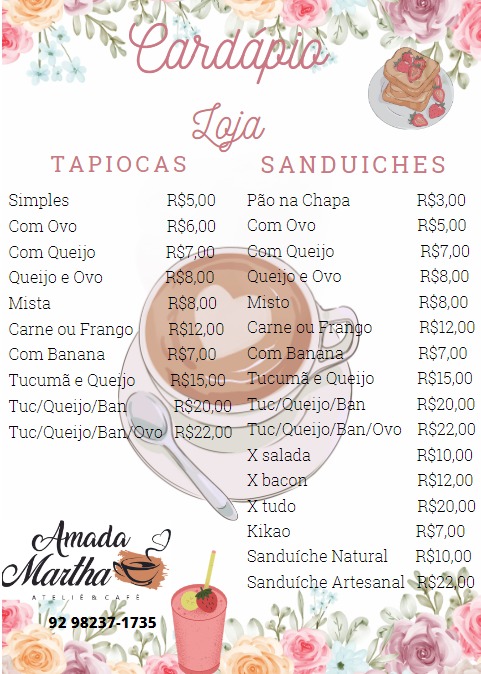 Cardápio
Loja
TAPIOCAS
Simples R$5,00
Com Ovo R$6,00
Com Queijo R$7,00
Queijo e Ovo R$8,00
Mista R$8,00
Carne ou Frango R$12,00
Com Banana R$7,00
Tucumã e Queijo R$15,00
Tuc/Queijo/Ban R$20,00
Tuc/Queijo/Ban/Ovo R$22,00
SANDUICHES
Pão na Chapa R$3,00
Com Ovo R$5,00
Com Queijo R$7,00
Queijo e Ovo R$8,00
Misto R$8,00
Carne ou Frango R$12,00
Com Banana R$7,00
Tucumã e Queijo R$15,00
Tuc/Queijo/Ban R$20,00
Tuc/Queijo/Ban/Ovo R$22,00
X salada R$10,00
X bacon R$12,00
X tudo R$20,00
Kikao R$7,00
Sanduíche Natural R$10,00
Sanduíche Artesanal R$22,00
Amada
Martha
ATELIÊ & CAFÉ
92 98237-1735